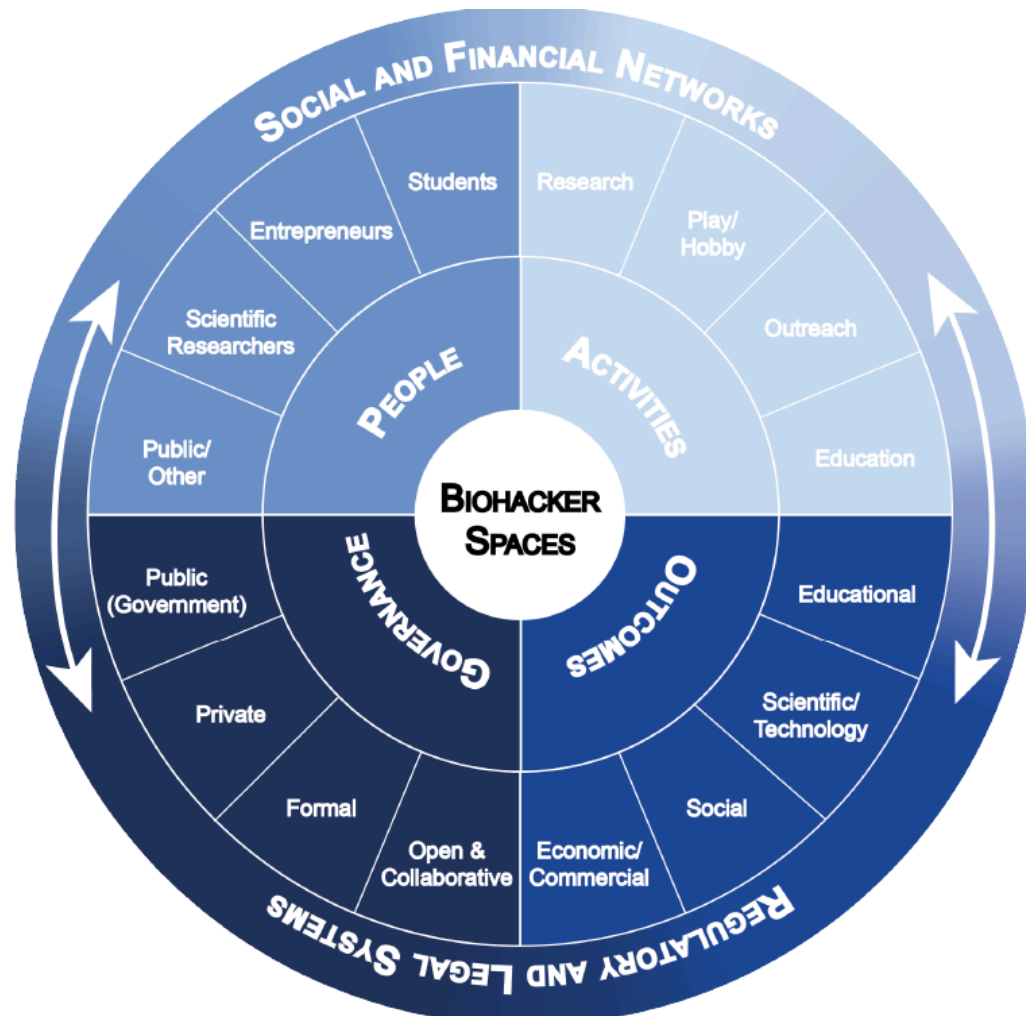 SOCIAL AND FINANCIAL NETWORKS
Students
Research
Entrepreneurs
Play/
Hobby
Scientific
Researchers
Outreach
PEOPLE
ACTIVITIES
Public/
Other
Education
BIOHACKER
SPACES
Public
(Government)
Educational
GOVERNANCE
OUTCOMES
Private
Scientific/
Technology
Formal
Social
Open &
Collaborative
Economic/
Commercial
REGULATORY AND LEGAL SYSTEMS